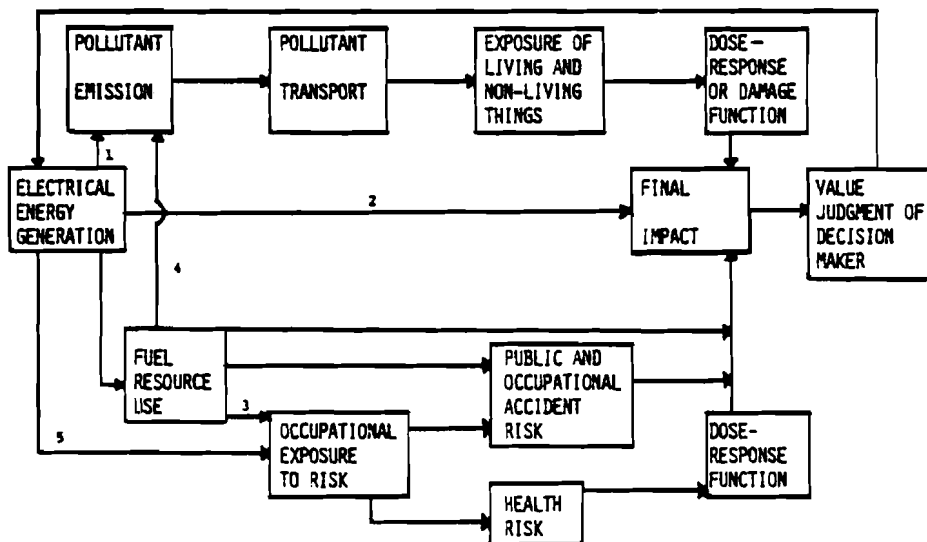 POLLUTANT
EMISSION
POLLUTANT
TRANSPORT
EXPOSURE OF
LIVING AND
NON-LIVING
THINGS
DOSE-
RESPONSE
OR DAMAGE
FUNCTION
1
ELECTRICAL
ENERGY
GENERATION
2
FINAL
IMPACT
VALUE
JUDGMENT OF
DECISION
MAKER
4
FUEL
RESOURCE
USE
3
PUBLIC AND
OCCUPATIONAL
ACCIDENT
RISK
5
OCCUPATIONAL
EXPOSURE
TO RISK
DOSE-
RESPONSE
FUNCTION
HEALTH
RISK